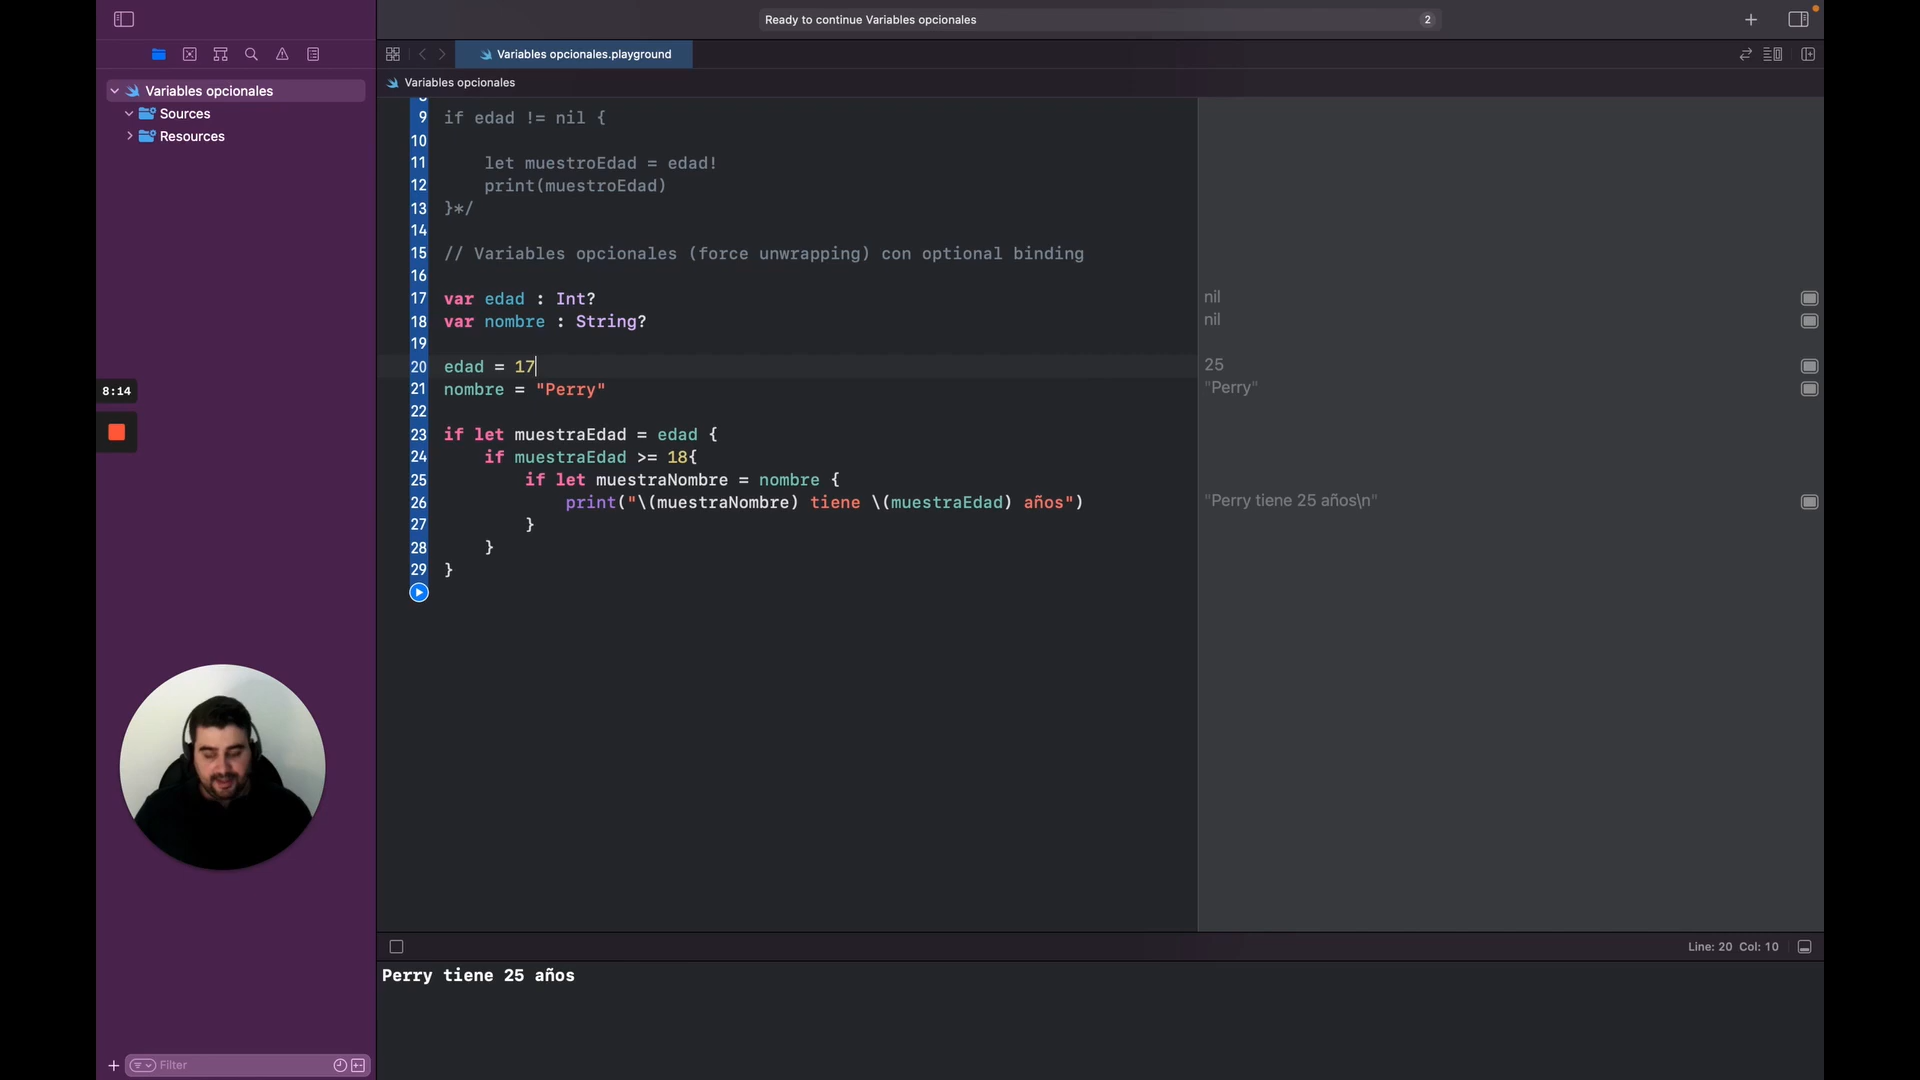 Ready to continue Variables opcionales
2
Variables opcionales.playground
Variables opcionales
Variables opcionales
Sources
Resources
9 if edad != nil {
10
11 let muestroEdad = edad!
12 print(muestroEdad)
13 }*/
14
15 // Variables opcionales (force unwrapping) con optional binding
16
17 var edad : Int?
nil
18 var nombre : String?
nil
19
20 edad = 17
25
21 nombre = "Perry"
"Perry"
22
23 if let muestraEdad = edad {
24 if muestraEdad >= 18{
25 if let muestraNombre = nombre {
26 print("\(muestraNombre) tiene \(muestraEdad) años")
"Perry tiene 25 años\n"
27 }
28 }
29 }
8:14
Line: 20 Col: 10
Perry tiene 25 años
Filter